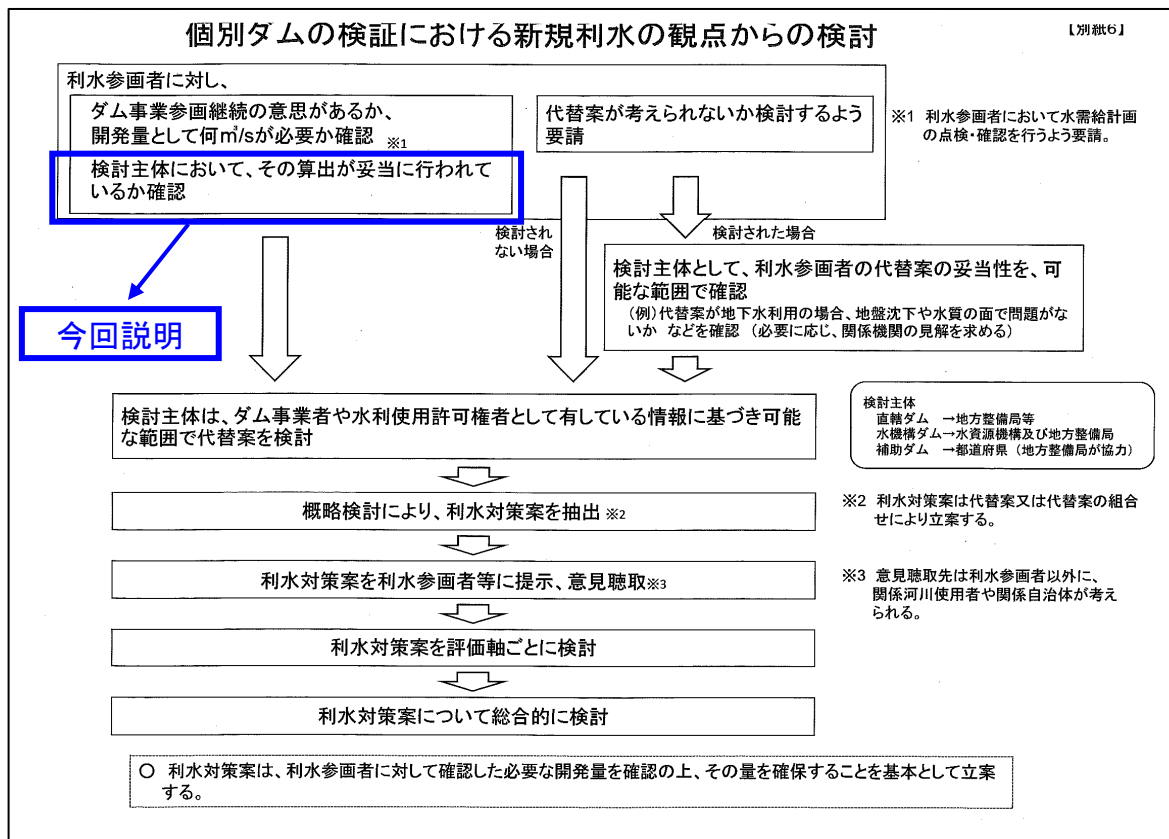 個別ダムの検証における新規利水の観点からの検討
【別紙6】
利水参画者に対し、
ダム事業参画継続の意思があるか、
開発量として何㎥/sが必要か確認 ※1
検討主体において、その算出が妥当に行われて
いるか確認
代替案が考えられないか検討するよう
要請
※1 利水参画者において水需給計画
の点検・確認を行うよう要請。
今回説明
検討され
ない場合
検討された場合
検討主体として、利水参画者の代替案の妥当性を、可
能な範囲で確認
(例)代替案が地下水利用の場合、地盤沈下や水質の面で問題がな
いか などを確認 (必要に応じ、関係機関の見解を求める)
検討主体は、ダム事業者や水利使用許可権者として有している情報に基づき可能
な範囲で代替案を検討
検討主体
直轄ダム →地方整備局等
水機構ダム→水資源機構及び地方整備局
補助ダム →都道府県(地方整備局が協力)
概略検討により、利水対策案を抽出 ※2
※2 利水対策案は代替案又は代替案の組合
せにより立案する。
利水対策案を利水参画者等に提示、意見聴取※3
※3 意見聴取先は利水参画者以外に、
関係河川使用者や関係自治体が考え
られる。
利水対策案を評価軸ごとに検討
利水対策案について総合的に検討
○ 利水対策案は、利水参画者に対して確認した必要な開発量を確認の上、その量を確保することを基本として立案
する。